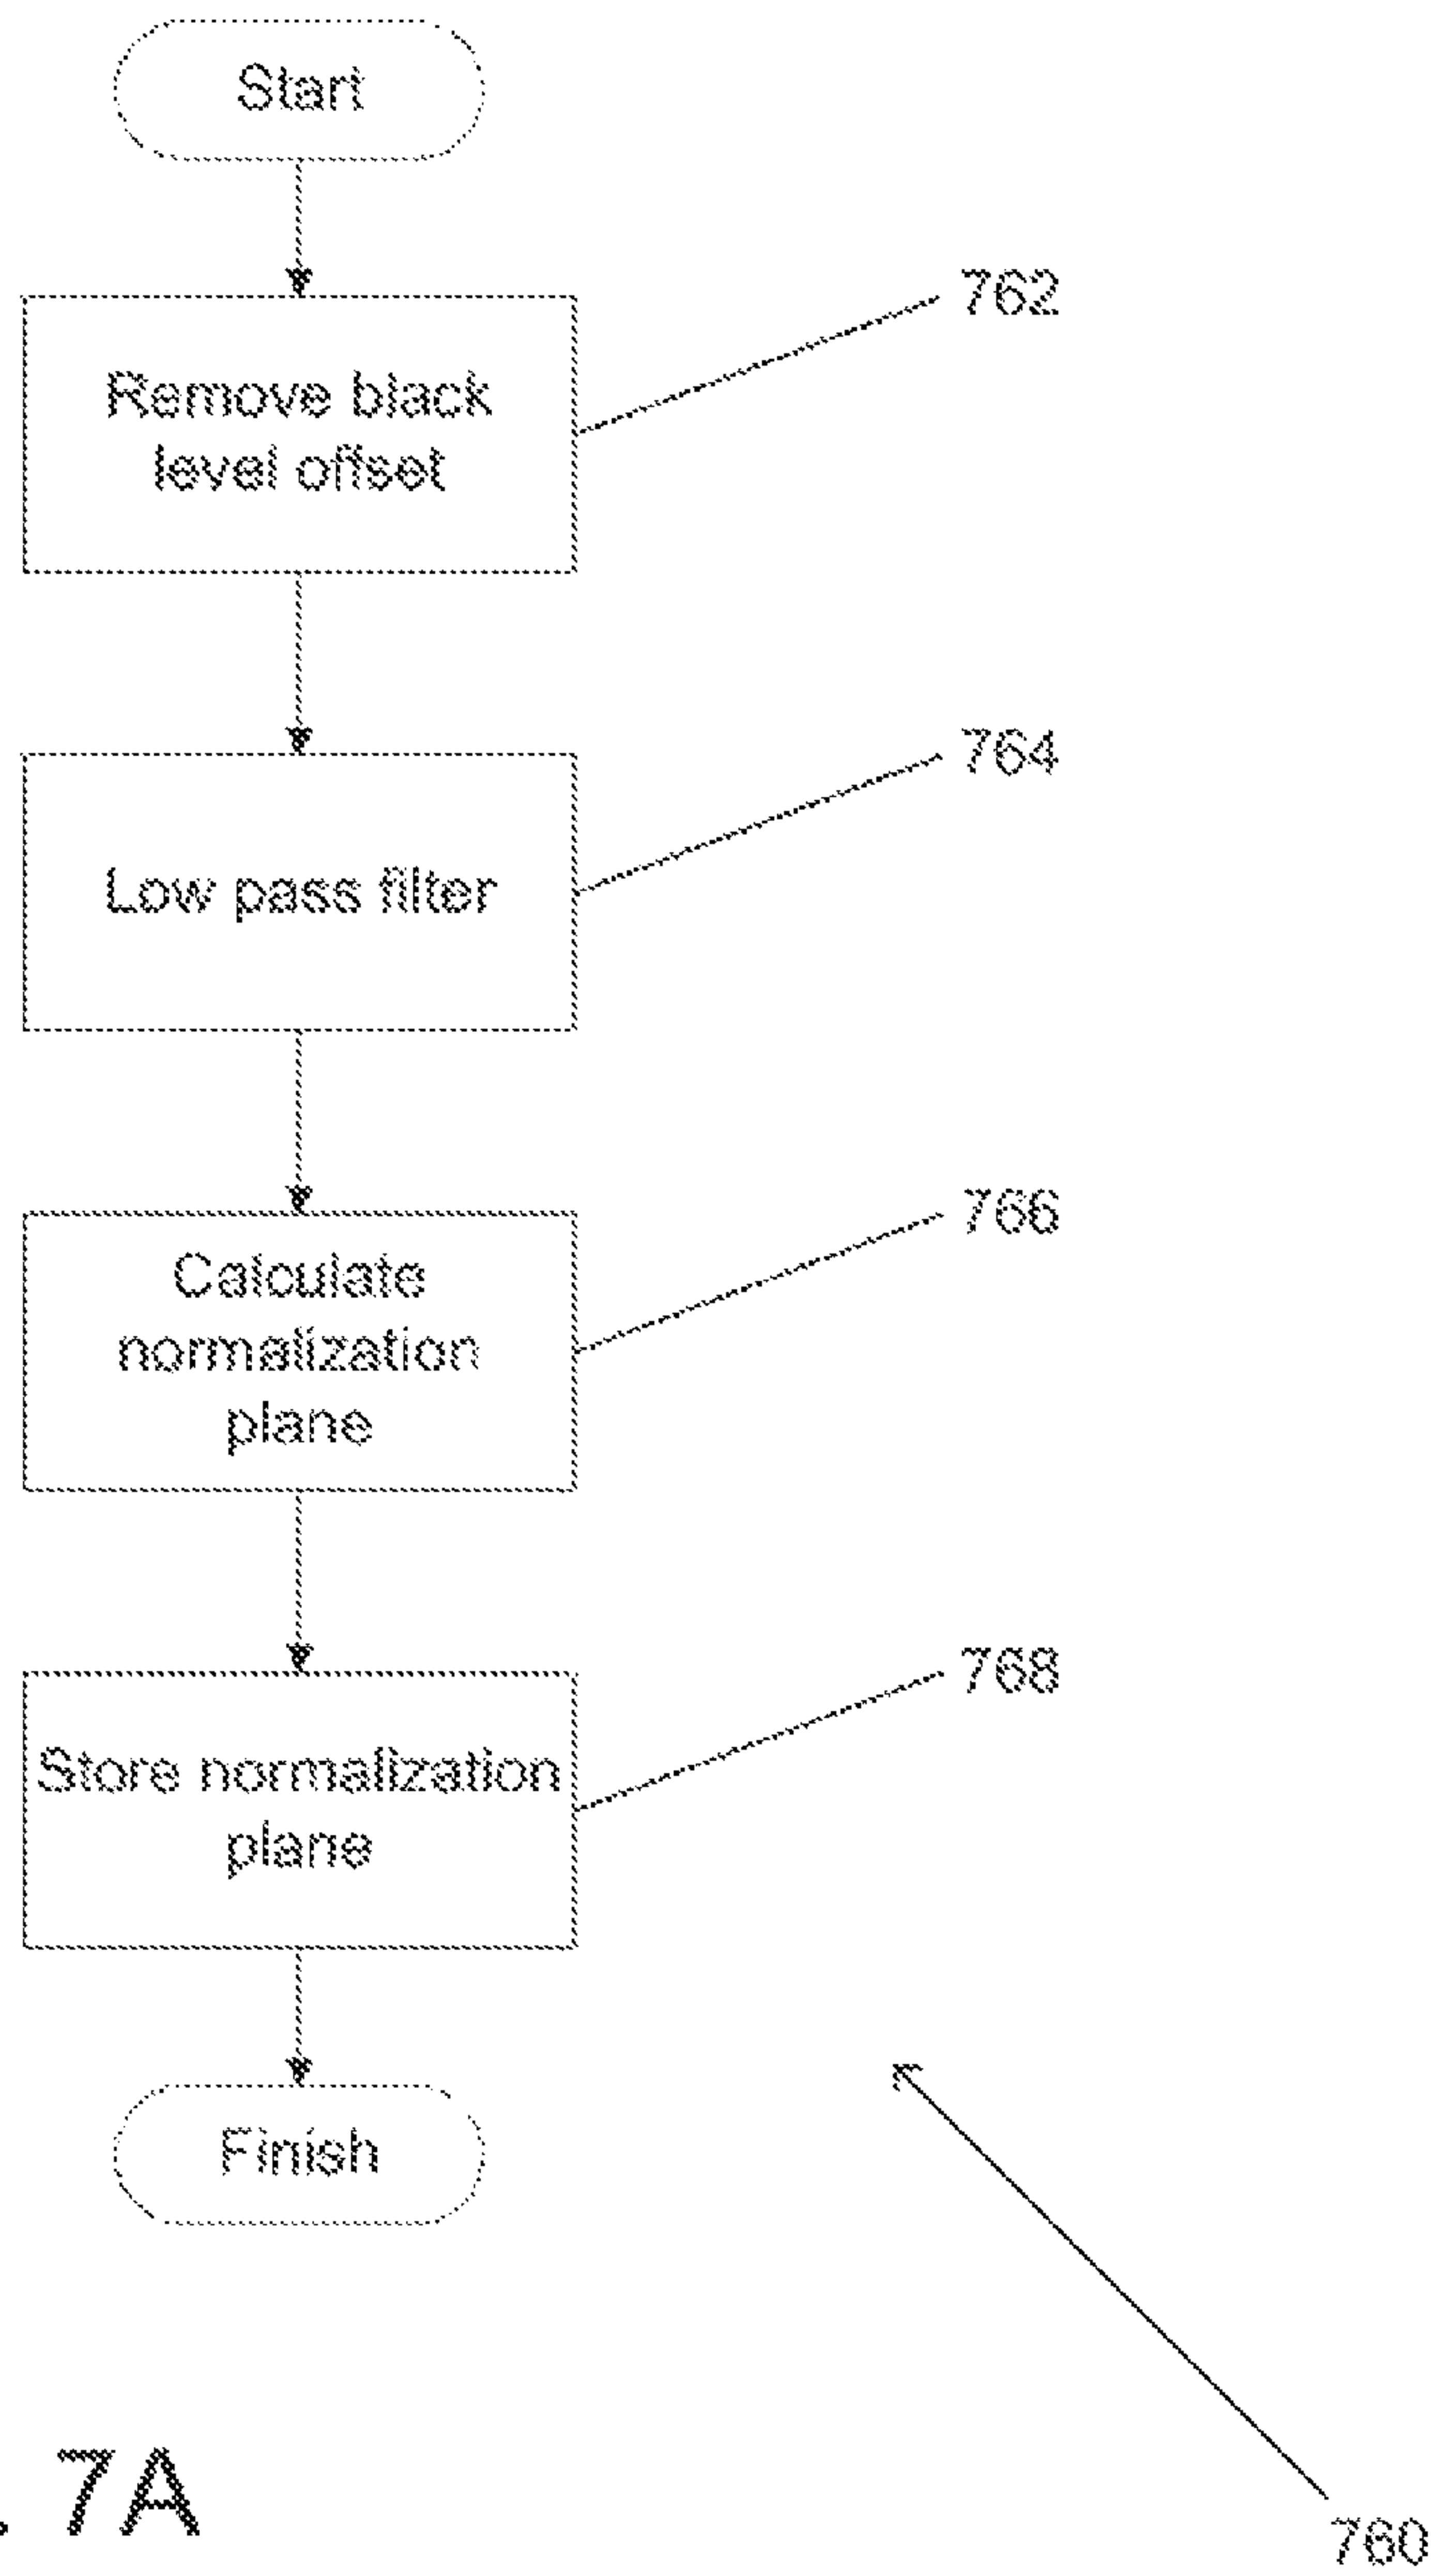 Start
762
Remove black
level offset
764
Low pass filter
766
Calculate
normalization
plane
768
Store normalization
plane
Finish
. 7A
760